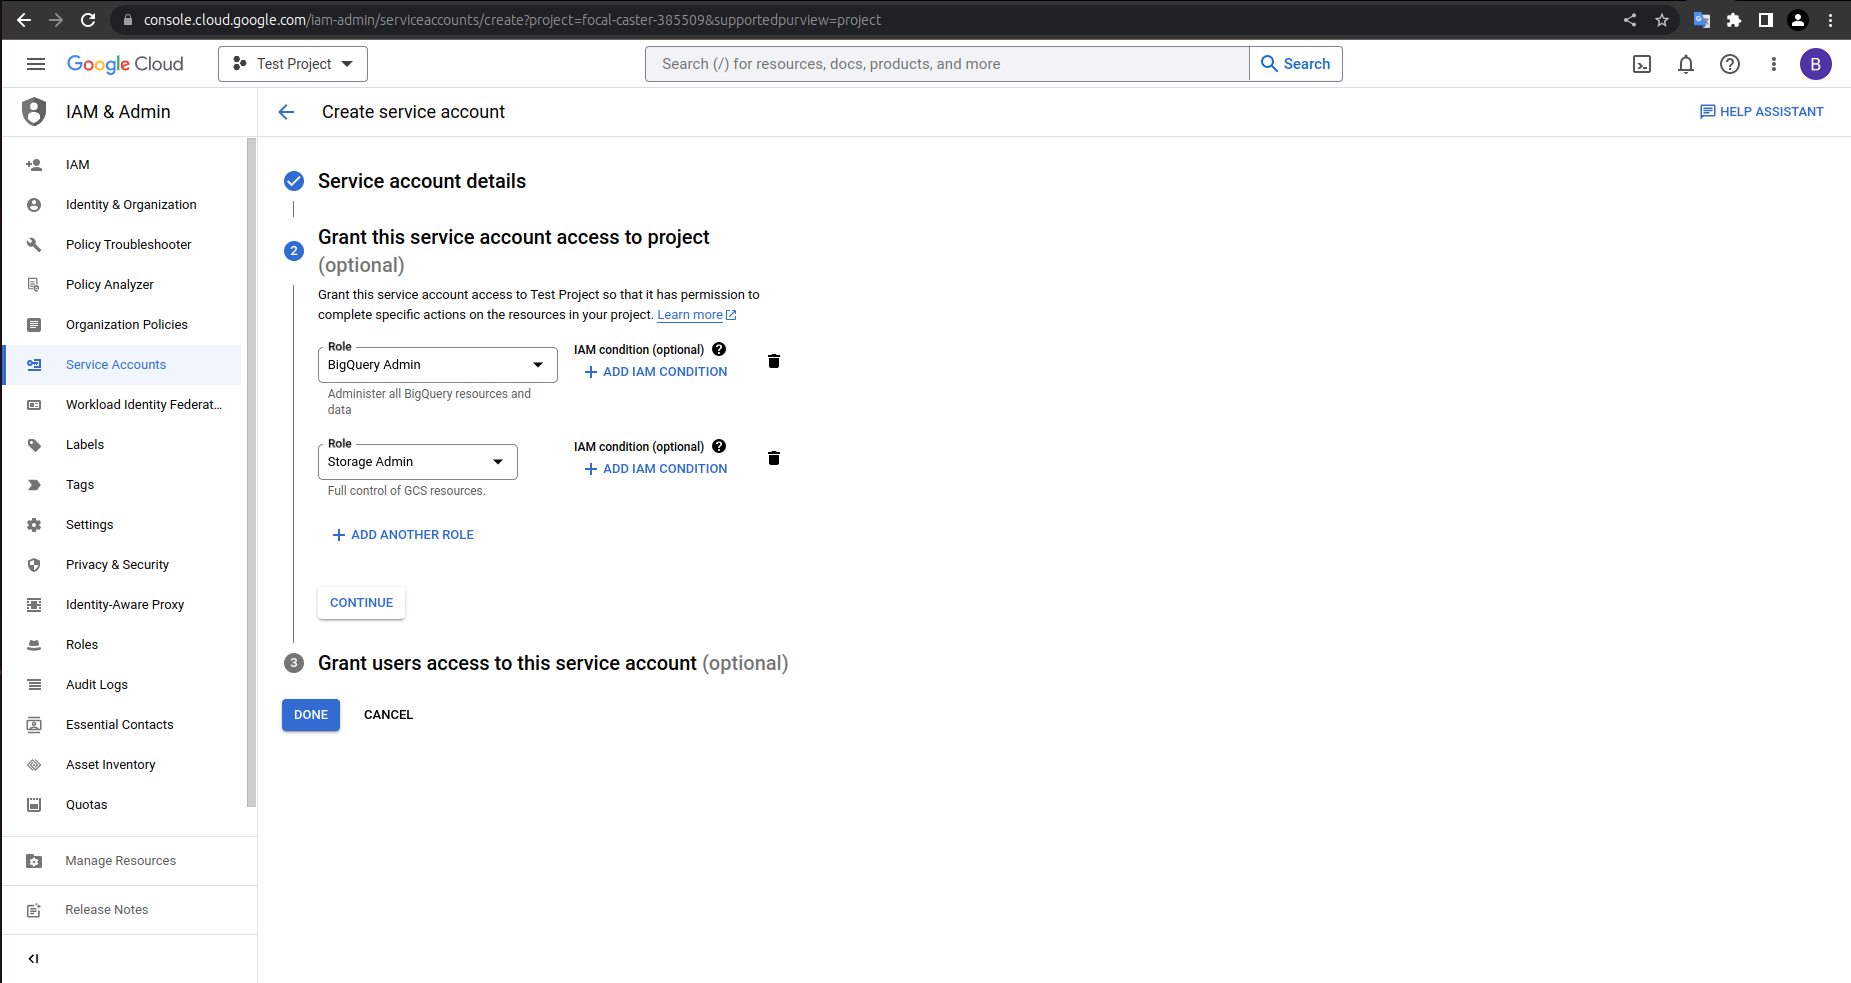 console.cloud.google.com/iam-admin/serviceaccounts/create?project=focal-caster-385509&supportedpurview=project
Google Cloud
Test Project
Search (/) for resources, docs, products, and more
Search
B
IAM & Admin
Create service account
HELP ASSISTANT
IAM
Identity & Organization
Policy Troubleshooter
Policy Analyzer
Organization Policies
Service Accounts
Workload Identity Federat...
Labels
Tags
Settings
Privacy & Security
Identity-Aware Proxy
Roles
Audit Logs
Essential Contacts
Asset Inventory
Quotas
Manage Resources
Release Notes
Service account details
2
Grant this service account access to project
(optional)
Grant this service account access to Test Project so that it has permission to
complete specific actions on the resources in your project. Learn more
Role
BigQuery Admin
IAM condition (optional)
ADD IAM CONDITION
Administer all BigQuery resources and
data
Role
Storage Admin
IAM condition (optional)
ADD IAM CONDITION
Full control of GCS resources.
ADD ANOTHER ROLE
CONTINUE
3
Grant users access to this service account (optional)
DONE
CANCEL